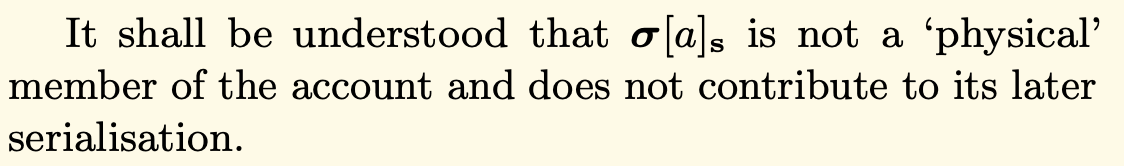 It shall be understood that 𝝈[𝑎]ₛ is not a ‘physical’
member of the account and does not contribute to its later
serialisation.